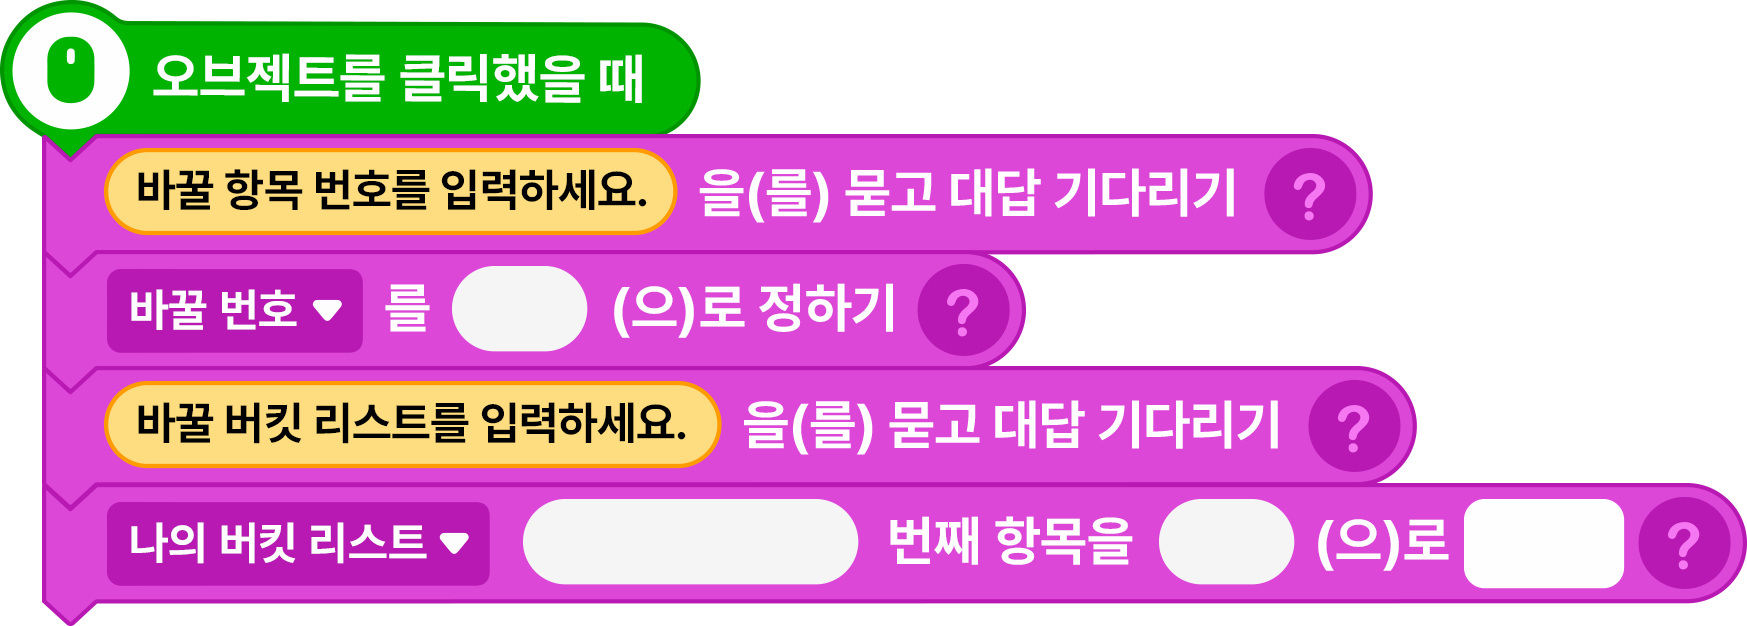 오브젝트를 클릭했을 때
바꿀 항목 번호를 입력하세요. 을(를) 묻고 대답 기다리기 ?
바꿀 번호 를 (으)로 정하기 ?
바꿀 버킷 리스트를 입력하세요. 을(를) 묻고 대답 기다리기 ?
나의 버킷 리스트 번째 항목을 (으)로 ?